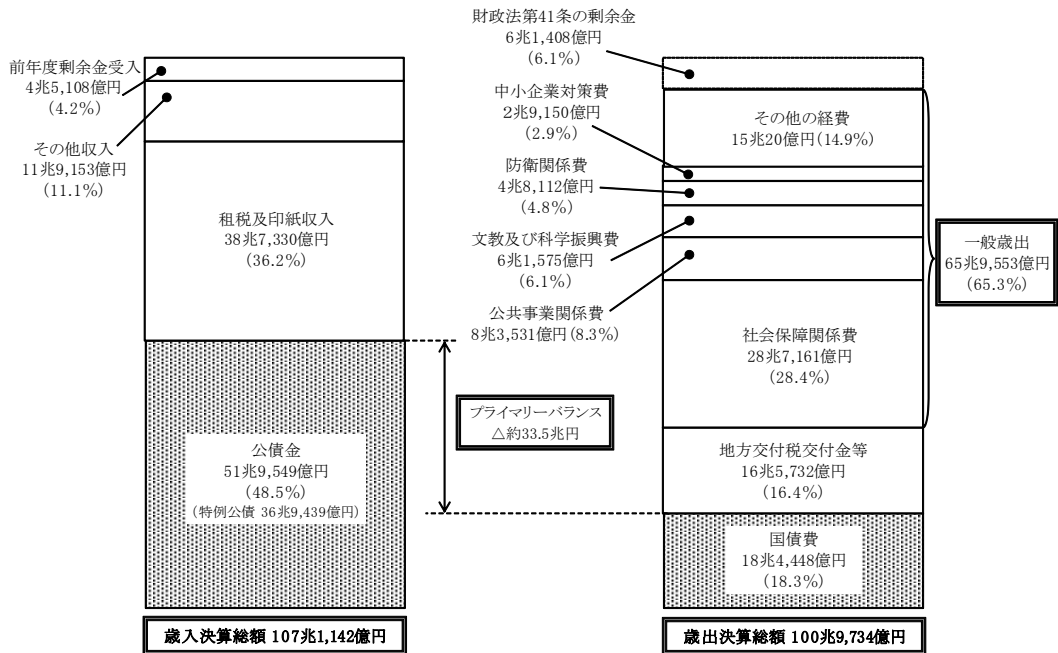 前年度剰余金受入
4兆5,108億円
(4.2%)
その他収入
11兆9,153億円
(11.1%)
租税及印紙収入
38兆7,330億円
(36.2%)
公債金
51兆9,549億円
(48.5%)
(特例公債 36兆9,439億円)
歳入決算総額 107兆1,142億円
プライマリーバランス
△約33.5兆円
財政法第41条の剰余金
6兆1,408億円
(6.1%)
中小企業対策費
2兆9,150億円
(2.9%)
防衛関係費
4兆8,112億円
(4.8%)
文教及び科学振興費
6兆1,575億円
(6.1%)
公共事業関係費
8兆3,531億円(8.3%)
その他の経費
15兆20億円(14.9%)
社会保障関係費
28兆7,161億円
(28.4%)
地方交付税交付金等
16兆5,732億円
(16.4%)
国債費
18兆4,448億円
(18.3%)
歳出決算総額 100兆9,734億円
一般歳出
65兆9,553億円
(65.3%)